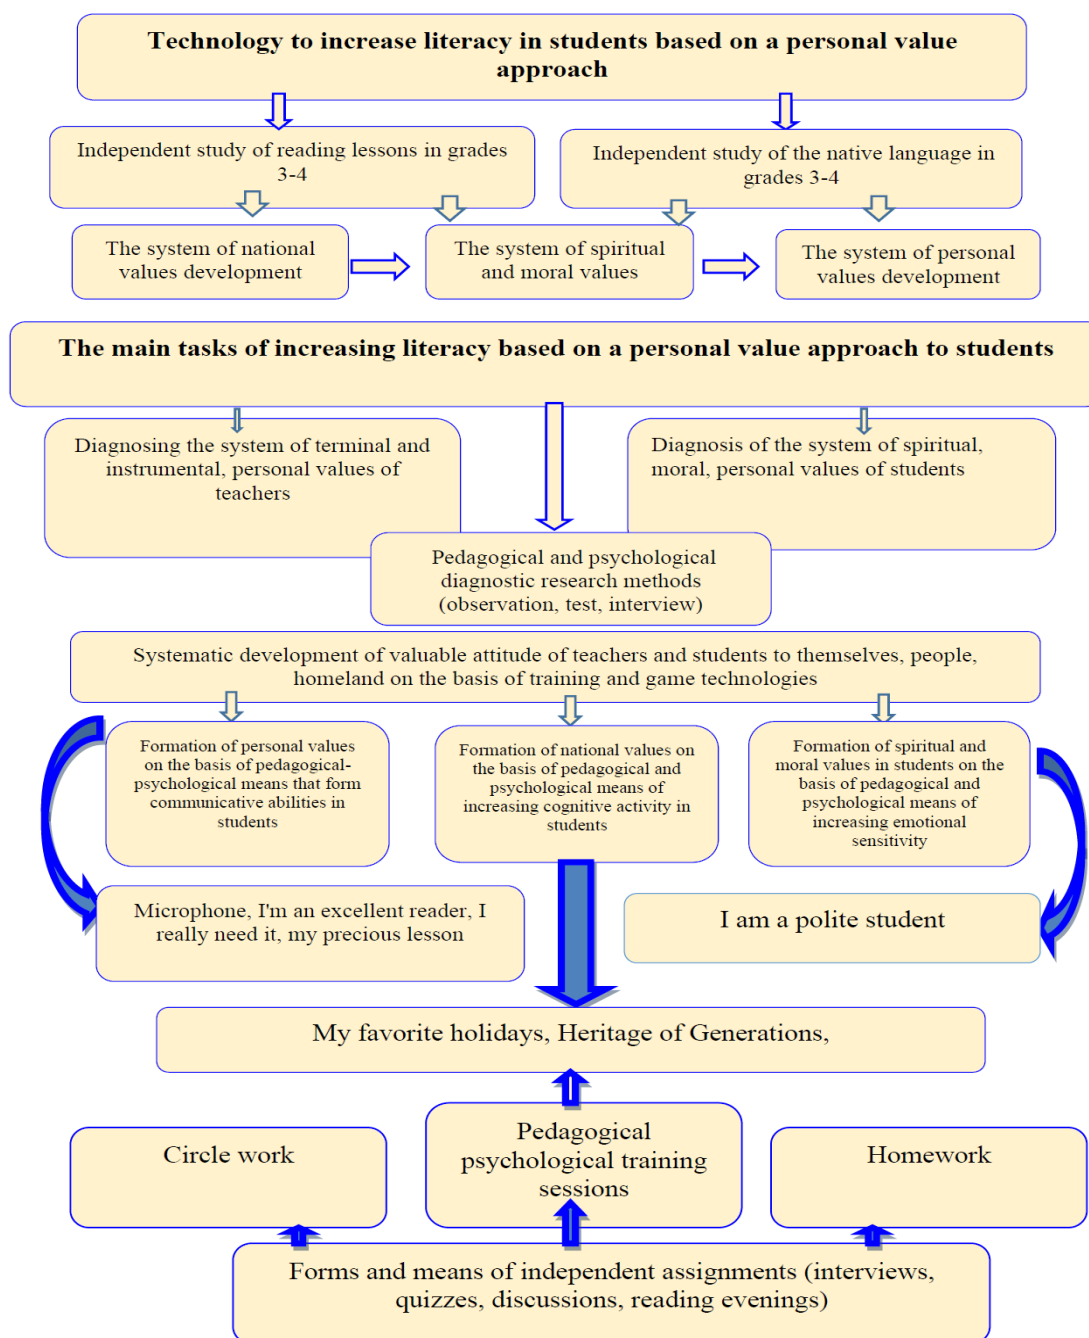 Technology to increase literacy in students based on a personal value
approach
Independent study of reading lessons in grades
3-4
Independent study of the native language in
grades 3-4
The system of national
values development
The system of spiritual
and moral values
The system of personal
values development
The main tasks of increasing literacy based on a personal value approach to students
Diagnosing the system of terminal and
instrumental, personal values of
teachers
Diagnosis of the system of spiritual,
moral, personal values of students
Pedagogical and psychological
diagnostic research methods
(observation, test, interview)
Systematic development of valuable attitude of teachers and students to themselves, people,
homeland on the basis of training and game technologies
Formation of personal values
on the basis of pedagogical-
psychological means that form
communicative abilities in
students
Formation of national values on
the basis of pedagogical and
psychological means of
increasing cognitive activity in
students
Formation of spiritual and
moral values in students on the
basis of pedagogical and
psychological means of
increasing emotional
sensitivity
Microphone, I'm an excellent reader, I
really need it, my precious lesson
I am a polite student
My favorite holidays, Heritage of Generations,
Circle work
Pedagogical
psychological training
sessions
Homework
Forms and means of independent assignments (interviews,
quizzes, discussions, reading evenings)